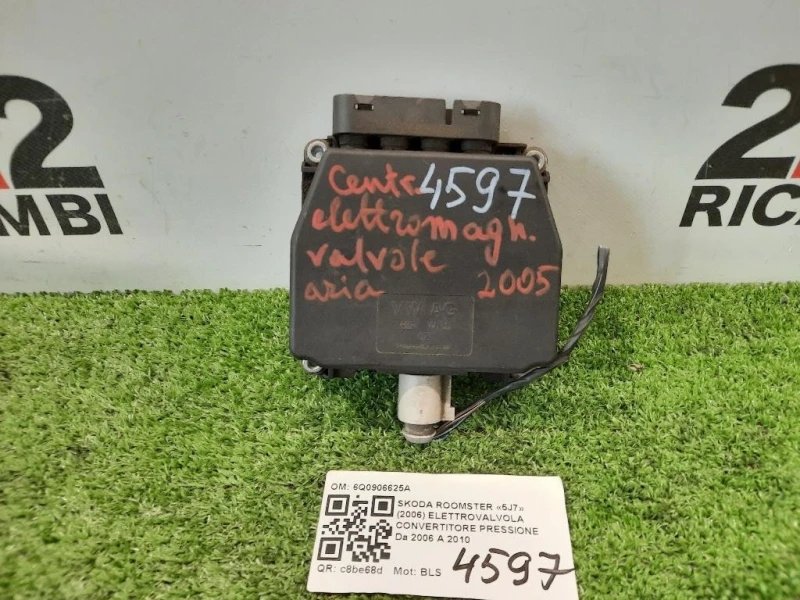 2
RICAMBI
2
RICA
Centr. 4597
elettromagn.
valvole
aria 2005
VW AG
OM: 6Q0906625A
SKODA ROOMSTER «5J7»
(2006) ELETTROVALVOLA
CONVERTITORE PRESSIONE
Da 2006 A 2010
QR: c8be68d Mot: BLS 4597